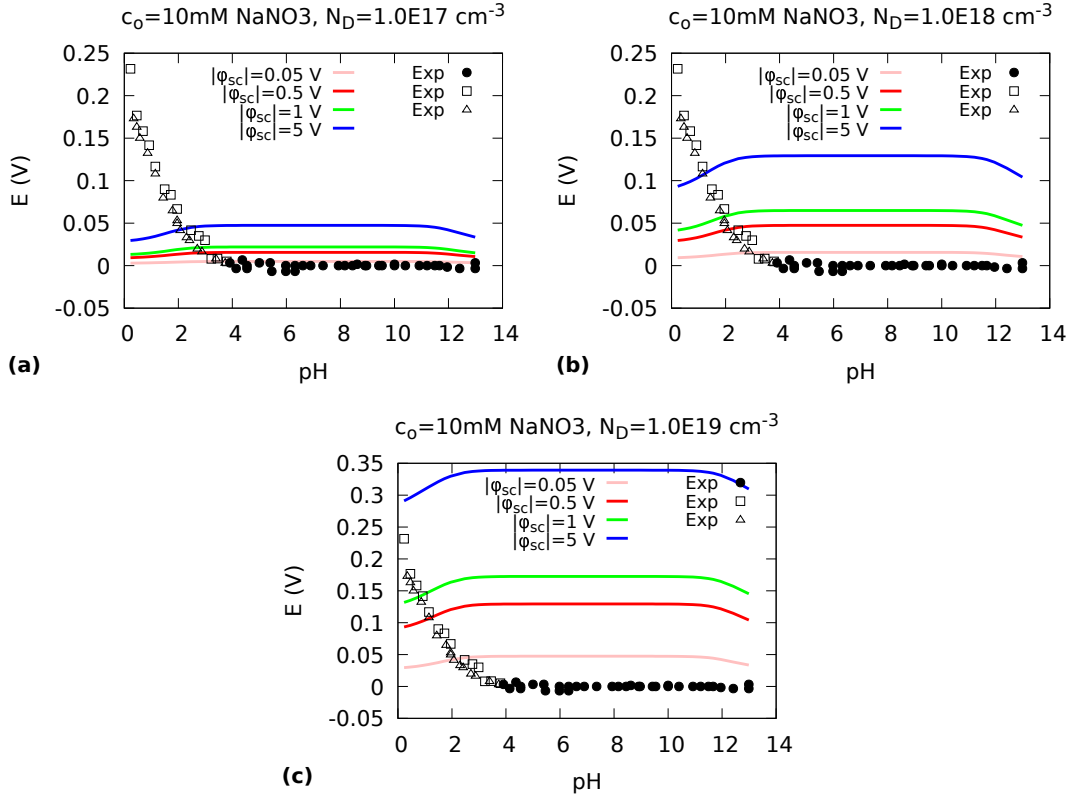 c₀=10mM NaNO3, N_D=1.0E17 cm⁻³
0.25
0.2
0.15
0.1
0.05
0
-0.05
E (V)
|φsc|=0.05 V
|φsc|=0.5 V
|φsc|=1 V
|φsc|=5 V
Exp
Exp
Exp
0 2 4 6 8 10 12 14
pH
(a)
c₀=10mM NaNO3, N_D=1.0E18 cm⁻³
0.25
0.2
0.15
0.1
0.05
0
-0.05
E (V)
|φsc|=0.05 V
|φsc|=0.5 V
|φsc|=1 V
|φsc|=5 V
Exp
Exp
Exp
0 2 4 6 8 10 12 14
pH
(b)
c₀=10mM NaNO3, N_D=1.0E19 cm⁻³
0.35
0.3
0.25
0.2
0.15
0.1
0.05
0
-0.05
E (V)
|φsc|=0.05 V
|φsc|=0.5 V
|φsc|=1 V
|φsc|=5 V
Exp
Exp
Exp
0 2 4 6 8 10 12 14
pH
(c)